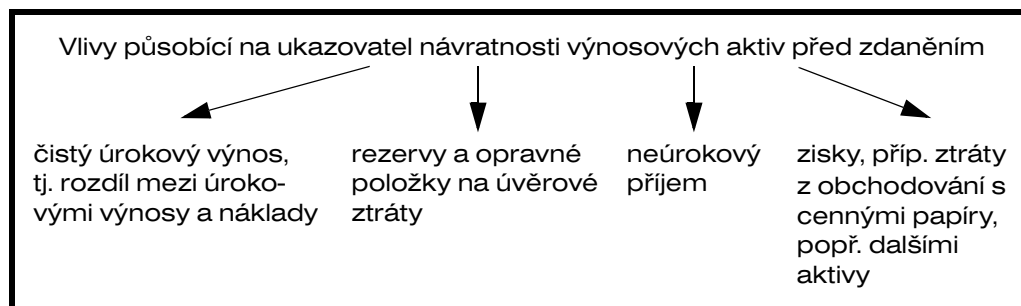 Vlivy působící na ukazovatel návratnosti výnosových aktiv před zdaněním
čistý úrokový výnos,
tj. rozdíl mezi úroko-
vými výnosy a náklady
rezervy a opravné
položky na úvěrové
ztráty
neúrokový
příjem
zisky, příp. ztráty
z obchodování s
cennými papíry,
popř. dalšími
aktivy